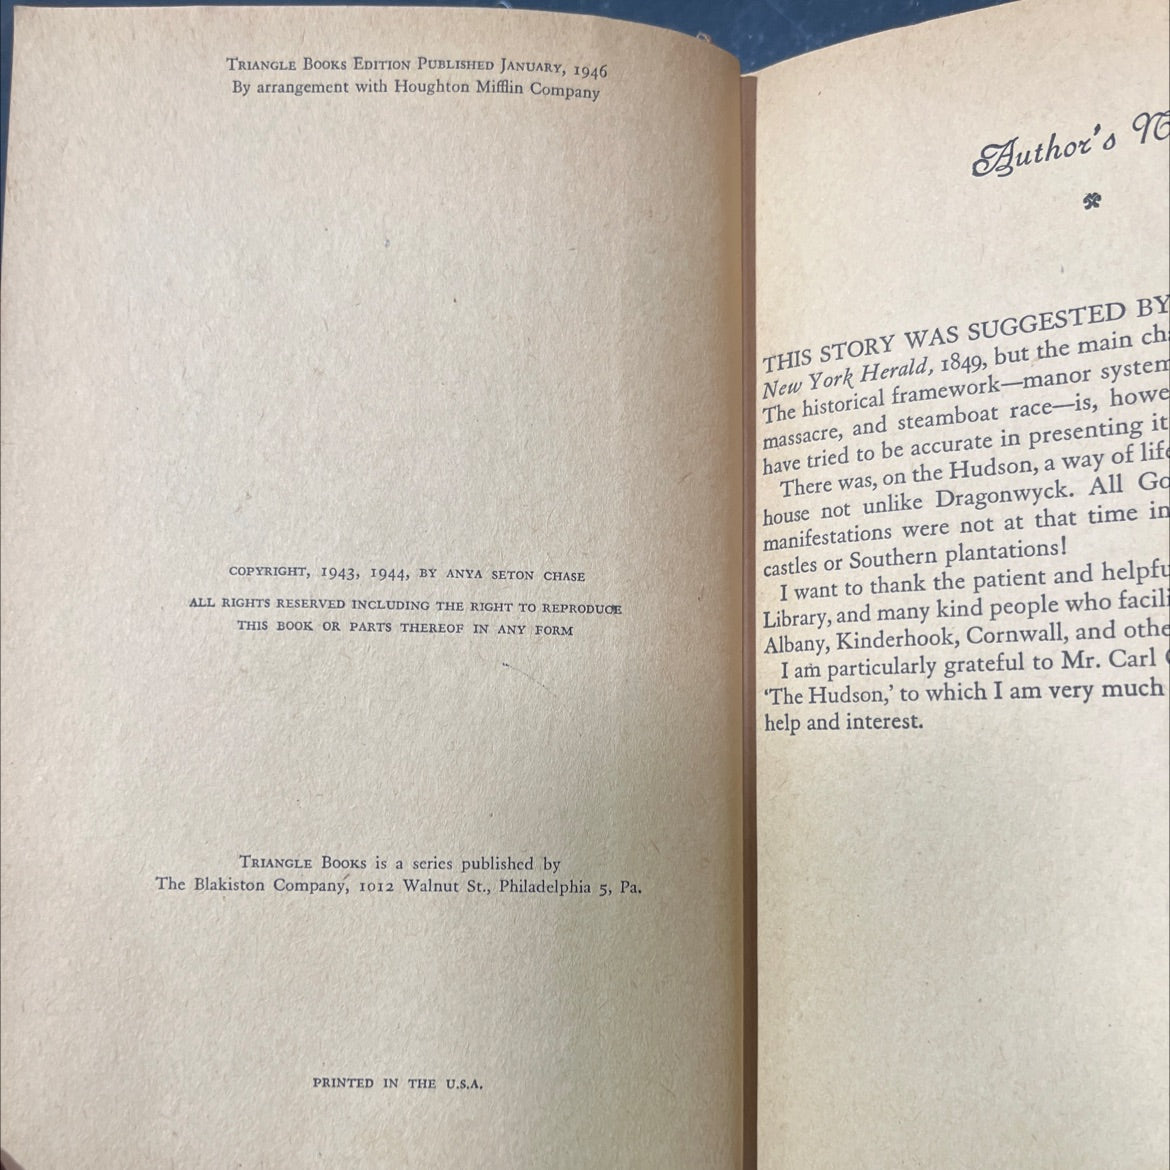 Triangle Books Edition Published January, 1946
By arrangement with Houghton Mifflin Company
COPYRIGHT, 1943, 1944, BY ANYA SETON CHASE
ALL RIGHTS RESERVED INCLUDING THE RIGHT TO REPRODUCE
THIS BOOK OR PARTS THEREOF IN ANY FORM
Triangle Books is a series published by
The Blakiston Company, 1012 Walnut St., Philadelphia 5, Pa.
PRINTED IN THE U.S.A.
Author's
THIS STORY WAS SUGGESTED BY
New York Herald, 1849, but the main
The historical framework—manor system
massacre, and steamboat race—is,
have tried to be accurate in presenting it
There was, on the Hudson, a way of
house not unlike Dragonwyck. All
manifestations were not at that time in
castles or Southern plantations!
I want to thank the patient and
Library, and many kind people who
Albany, Kinderhook, Cornwall, and
I am particularly grateful to Mr. Carl
'The Hudson,' to which I am very much
help and interest.